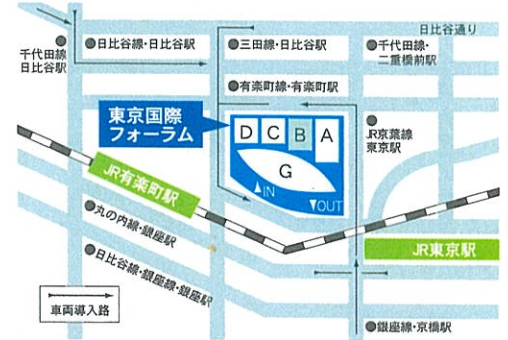 日比谷通り
千代田線
日比谷駅
日比谷線・日比谷駅
三田線・日比谷駅
千代田線・
二重橋前駅
有楽町線・有楽町駅
東京国際
フォーラム
D
C
B
A
G
IN
OUT
JR京葉線
東京駅
JR有楽町駅
丸の内線・銀座駅
日比谷線・銀座線・銀座駅
JR東京駅
車両導入路
銀座線・京橋駅